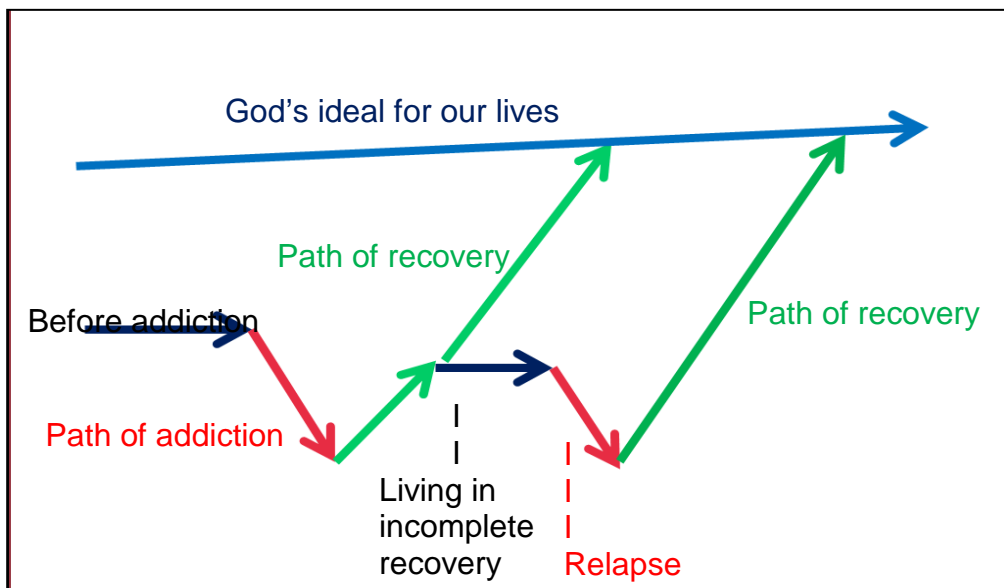 God’s ideal for our lives
Path of recovery
Before addiction
Path of recovery
Path of addiction
Living in
incomplete
recovery
Relapse